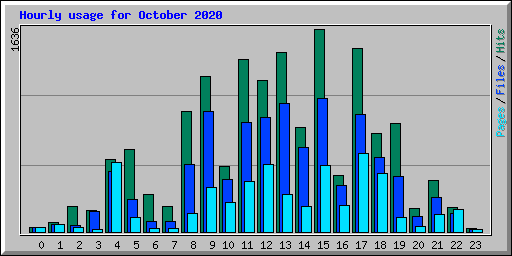 Hourly usage for October 2020
1636
Pages/Files/Hits
0 1 2 3 4 5 6 7 8 9 10 11 12 13 14 15 16 17 18 19 20 21 22 23